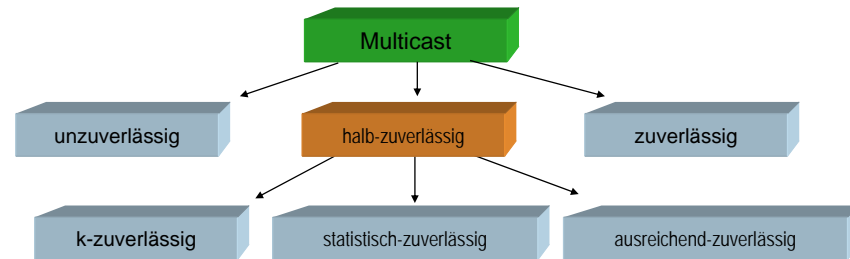 Multicast
unzuverlässig
halb-zuverlässig
zuverlässig
k-zuverlässig
statistisch-zuverlässig
ausreichend-zuverlässig